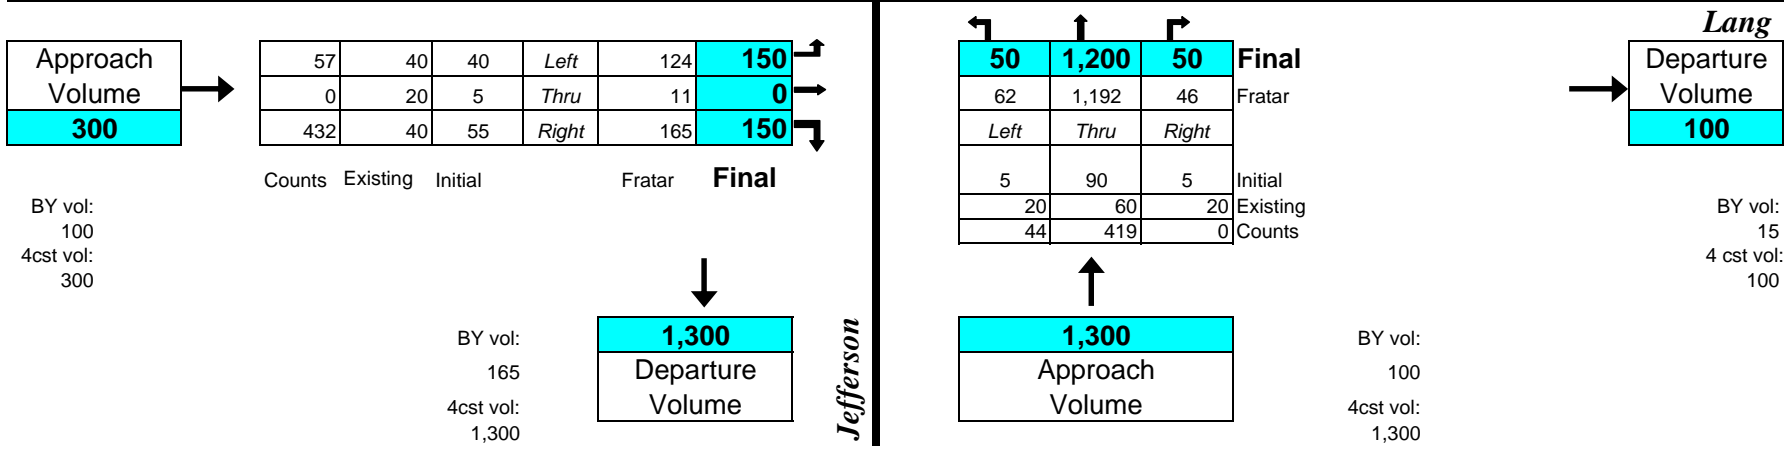 Lang
Approach
Volume
300
57 40 40 Left 124 150
0 20 5 Thru 11 0
432 40 55 Right 165 150
Counts Existing Initial Fratar Final
BY vol:
100
4cst vol:
300
BY vol:
165
4cst vol:
1,300
1,300
Departure
Volume
Jefferson
50 1,200 50 Final
62 1,192 46 Fratar
Left Thru Right
5 90 5 Initial
20 60 20 Existing
44 419 0 Counts
1,300
Approach
Volume
BY vol:
100
4cst vol:
1,300
Departure
Volume
100
BY vol:
15
4 cst vol:
100